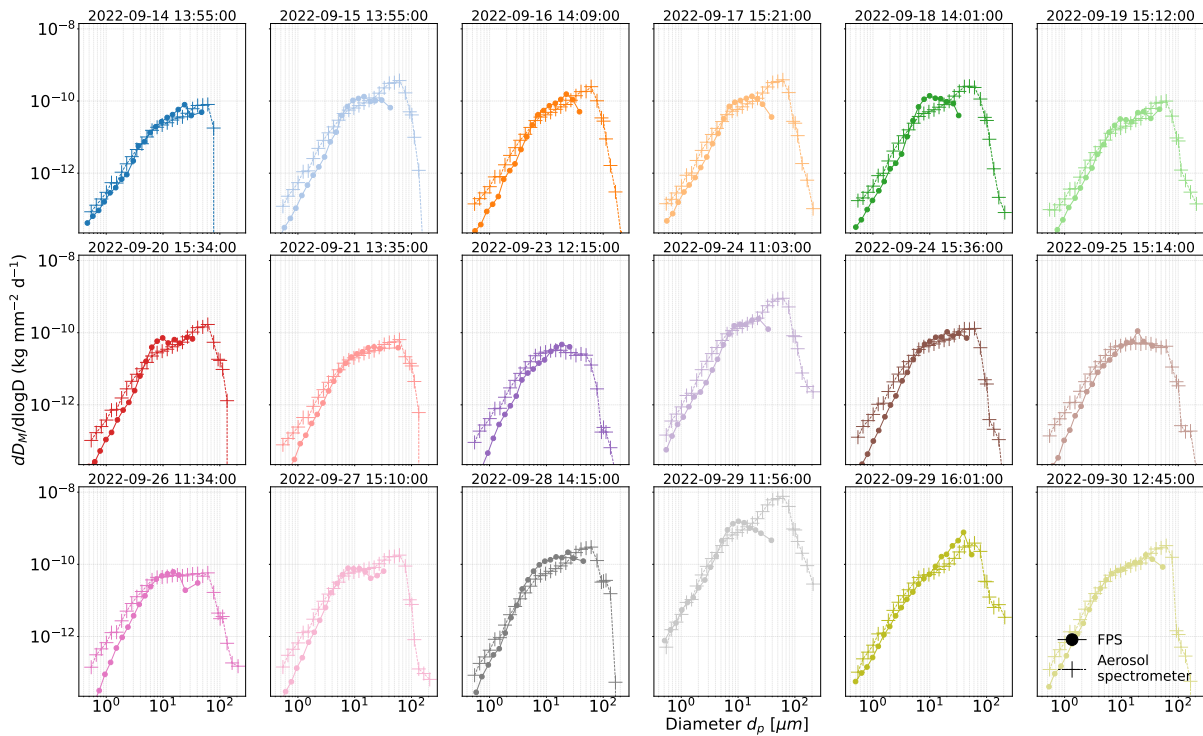 2022-09-14 13:55:00 2022-09-15 13:55:00 2022-09-16 14:09:00 2022-09-17 15:21:00 2022-09-18 14:01:00 2022-09-19 15:12:00
10⁻⁸
10⁻¹⁰
10⁻¹²
2022-09-20 15:34:00 2022-09-21 13:35:00 2022-09-23 12:15:00 2022-09-24 11:03:00 2022-09-24 15:36:00 2022-09-25 15:14:00
10⁻⁸
10⁻¹⁰
10⁻¹²
dD_M/dlogD (kg mm⁻² d⁻¹)
2022-09-26 11:34:00 2022-09-27 15:10:00 2022-09-28 14:15:00 2022-09-29 11:56:00 2022-09-29 16:01:00 2022-09-30 12:45:00
10⁻⁸
10⁻¹⁰
10⁻¹²
FPS
Aerosol
spectrometer
10⁰ 10¹ 10² 10⁰ 10¹ 10² 10⁰ 10¹ 10² 10⁰ 10¹ 10² 10⁰ 10¹ 10² 10⁰ 10¹ 10²
Diameter d_p [μm]